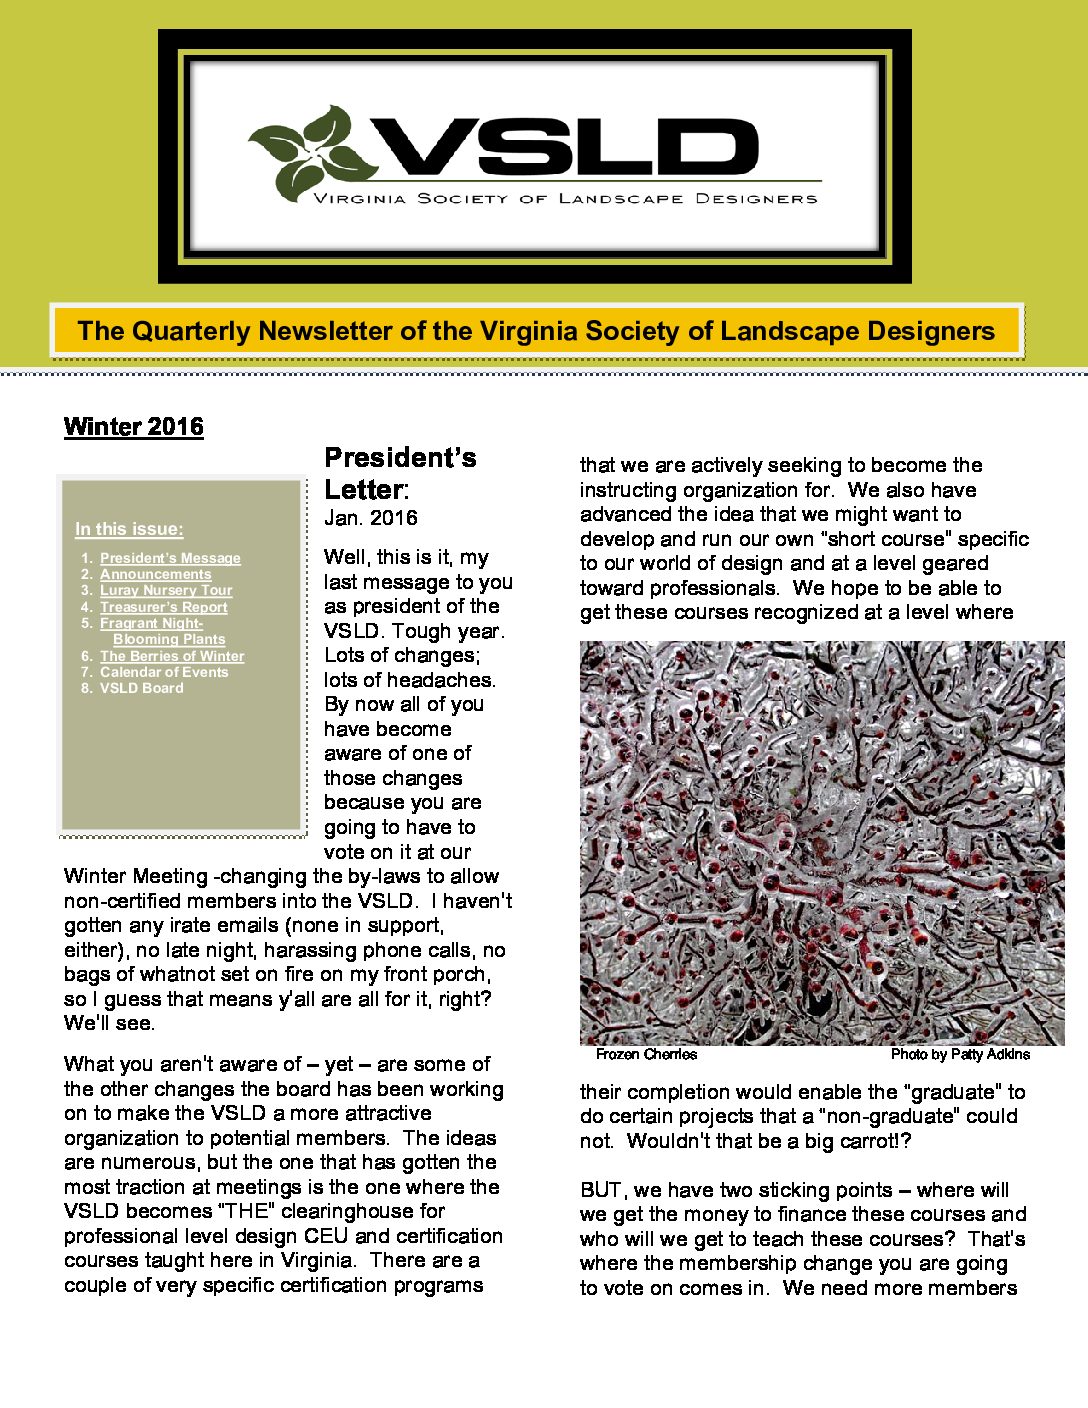 VSLD
VIRGINIA SOCIETY OF LANDSCAPE DESIGNERS
The Quarterly Newsletter of the Virginia Society of Landscape Designers
Winter 2016
In this issue:
1. President's Message
2. Announcements
3. Luray Nursery Tour
4. Treasurer's Report
5. Fragrant Night-
Blooming Plants
6. The Berries of Winter
7. Calendar of Events
8. VSLD Board
President's
Letter:
Jan. 2016
Well, this is it, my
last message to you
as president of the
VSLD. Tough year.
Lots of changes;
lots of headaches.
By now all of you
have become
aware of one of
those changes
because you are
going to have to
vote on it at our
Winter Meeting -changing the by-laws to allow
non-certified members into the VSLD. I haven't
gotten any irate emails (none in support,
either), no late night, harassing phone calls, no
bags of whatnot set on fire on my front porch,
so I guess that means y'all are all for it, right?
We'll see.
What you aren't aware of – yet – are some of
the other changes the board has been working
on to make the VSLD a more attractive
organization to potential members. The ideas
are numerous, but the one that has gotten the
most traction at meetings is the one where the
VSLD becomes "THE" clearinghouse for
professional level design CEU and certification
courses taught here in Virginia. There are a
couple of very specific certification programs
that we are actively seeking to become the
instructing organization for. We also have
advanced the idea that we might want to
develop and run our own "short course" specific
to our world of design and at a level geared
toward professionals. We hope to be able to
get these courses recognized at a level where
Frozen Cherries Photo by Patty Adkins
their completion would enable the "graduate" to
do certain projects that a "non-graduate" could
not. Wouldn't that be a big carrot!?
BUT, we have two sticking points – where will
we get the money to finance these courses and
who will we get to teach these courses? That's
where the membership change you are going
to vote on comes in. We need more members